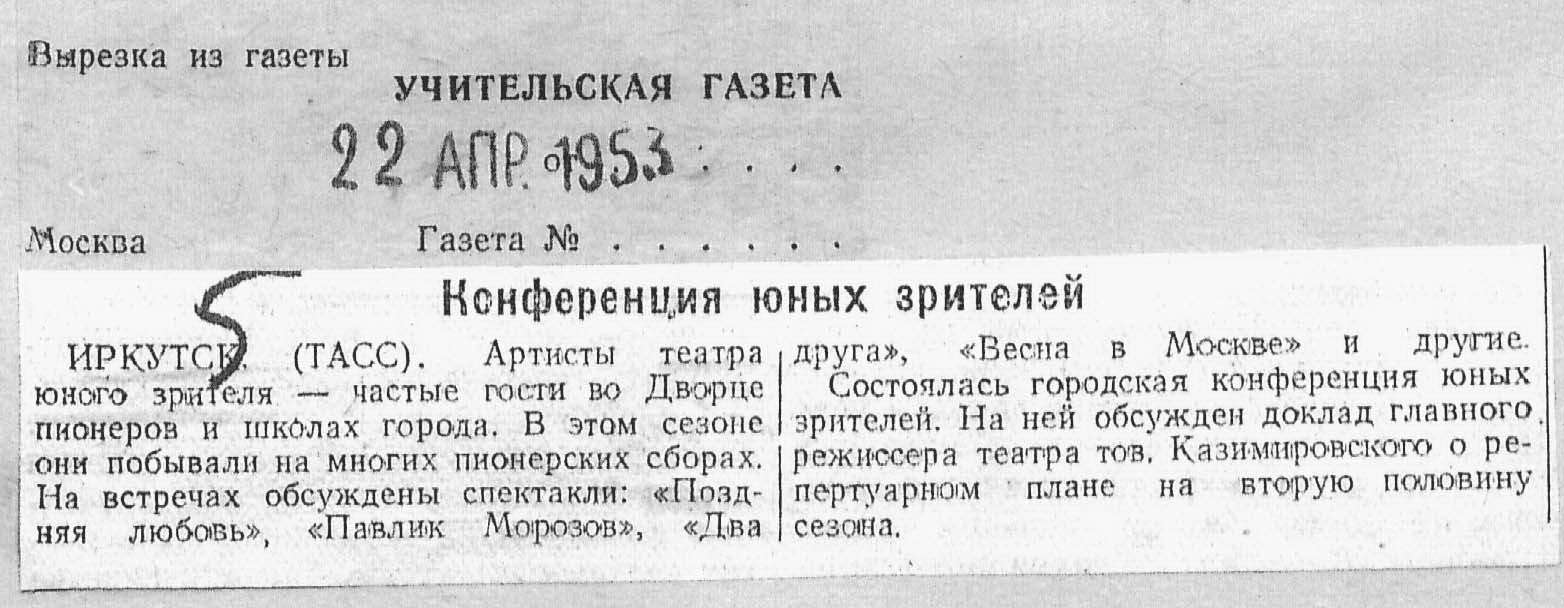 Вырезка из газеты
УЧИТЕЛЬСКАЯ ГАЗЕТА
22 АПР. 1953 . . . .
Москва
Газета № . . . . . .
5
Конференция юных зрителей
ИРКУТСК. (ТАСС). Артисты театра
юного зрителя — частые гости во Дворце
пионеров и школах города. В этом сезоне
они побывали на многих пионерских сборах.
На встречах обсуждены спектакли: «Позд-
няя любовь», «Павлик Морозов», «Два
друга», «Весна в Москве» и другие.
Состоялась городская конференция юных
зрителей. На ней обсужден доклад главного
режиссера театра тов. Казимировского о ре-
пертуарном плане на вторую половину
сезона.